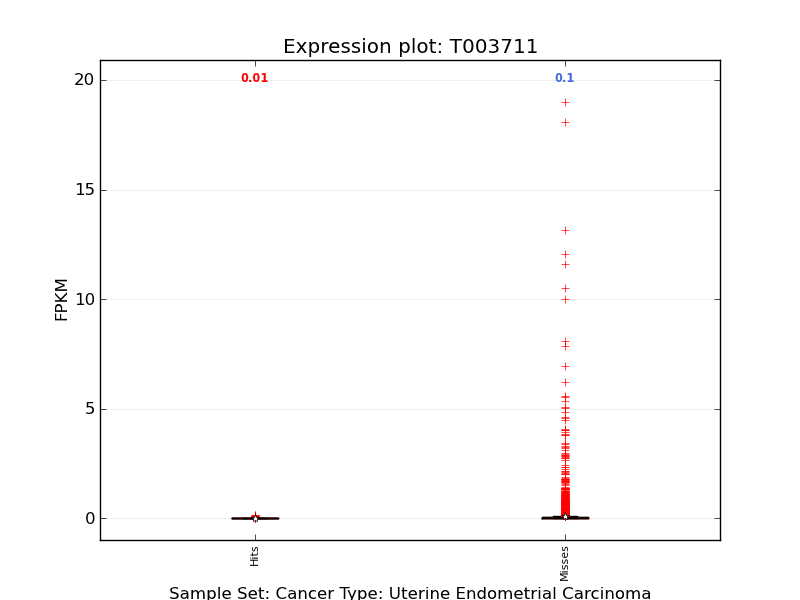 Expression plot: T003711
0.01 0.1
20
15
10
5
0
FPKM
Hits Misses
Sample Set: Cancer Type: Uterine Endometrial Carcinoma